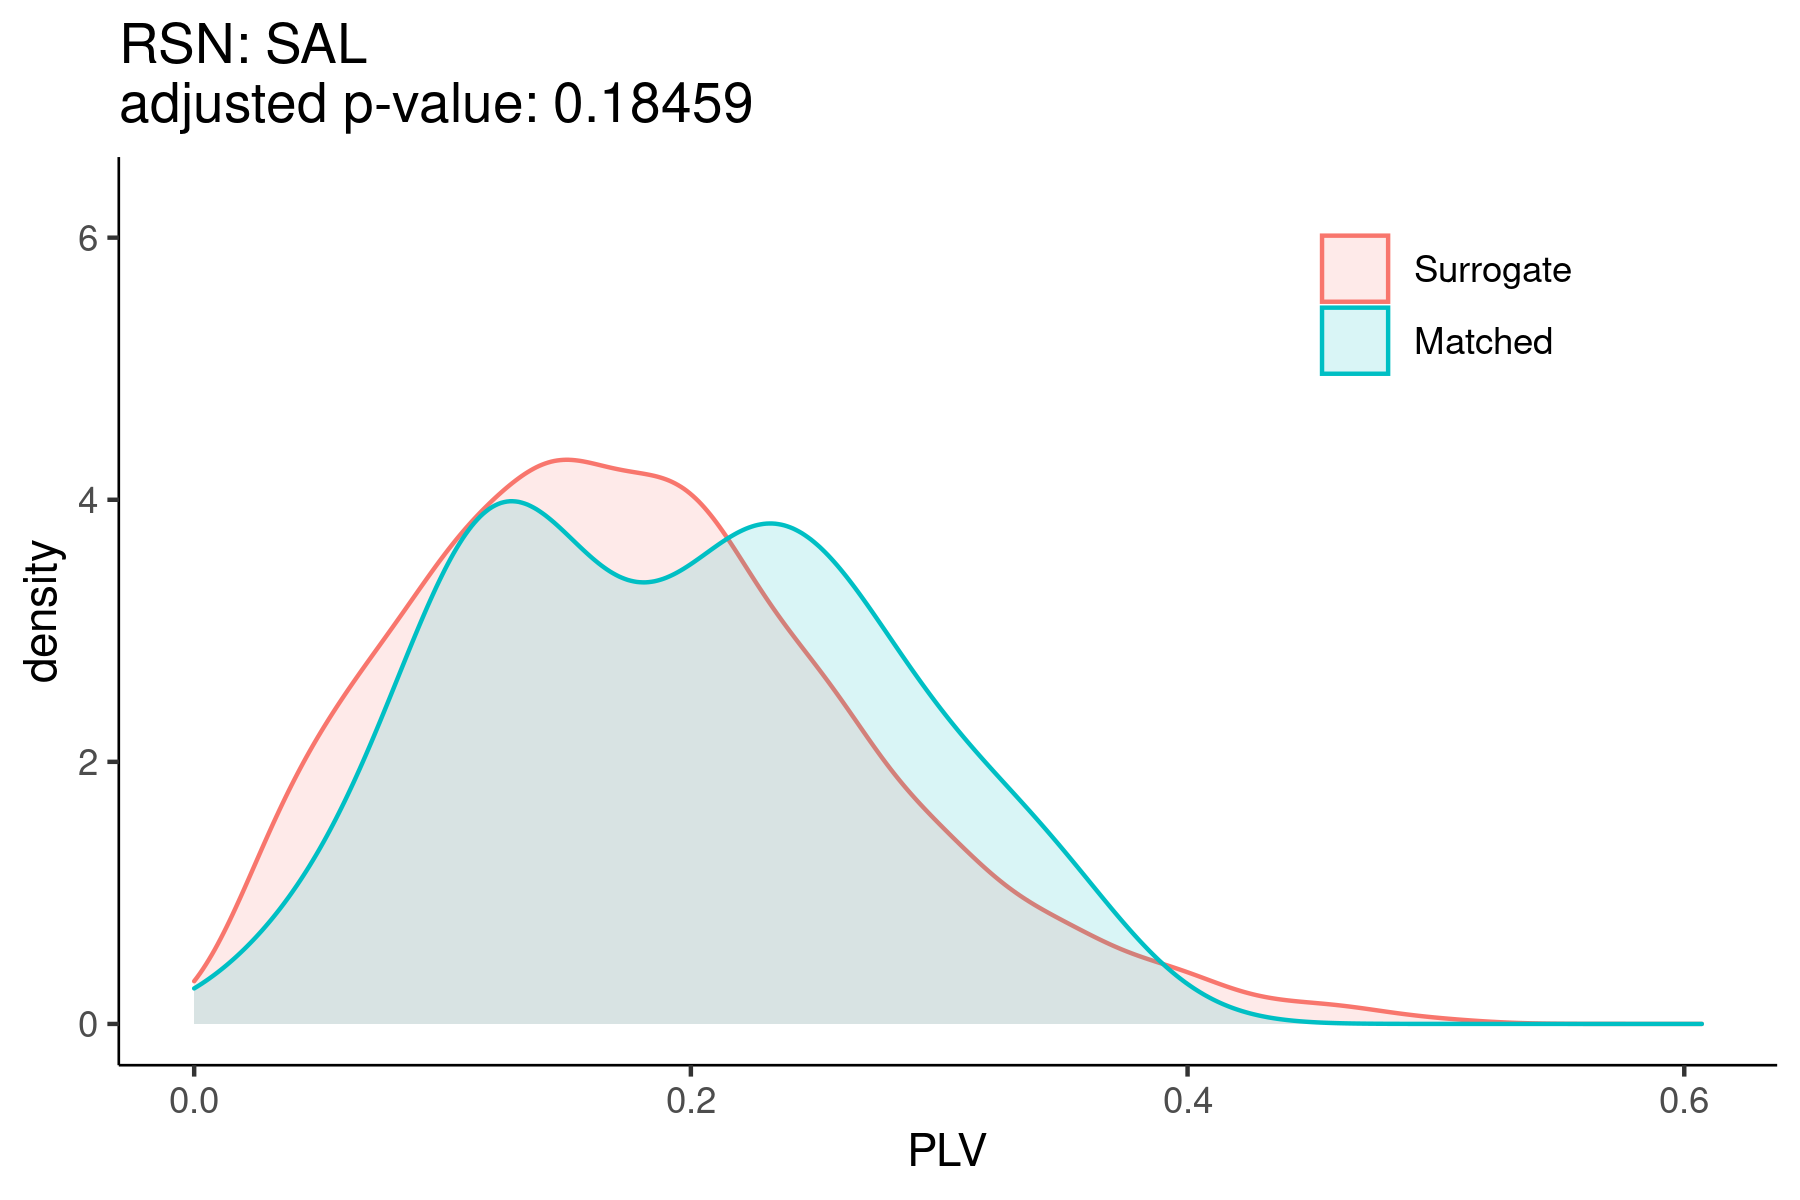 RSN: SAL
adjusted p-value: 0.18459
6
4
2
0
density
Surrogate
Matched
0.0
0.2
0.4
0.6
PLV